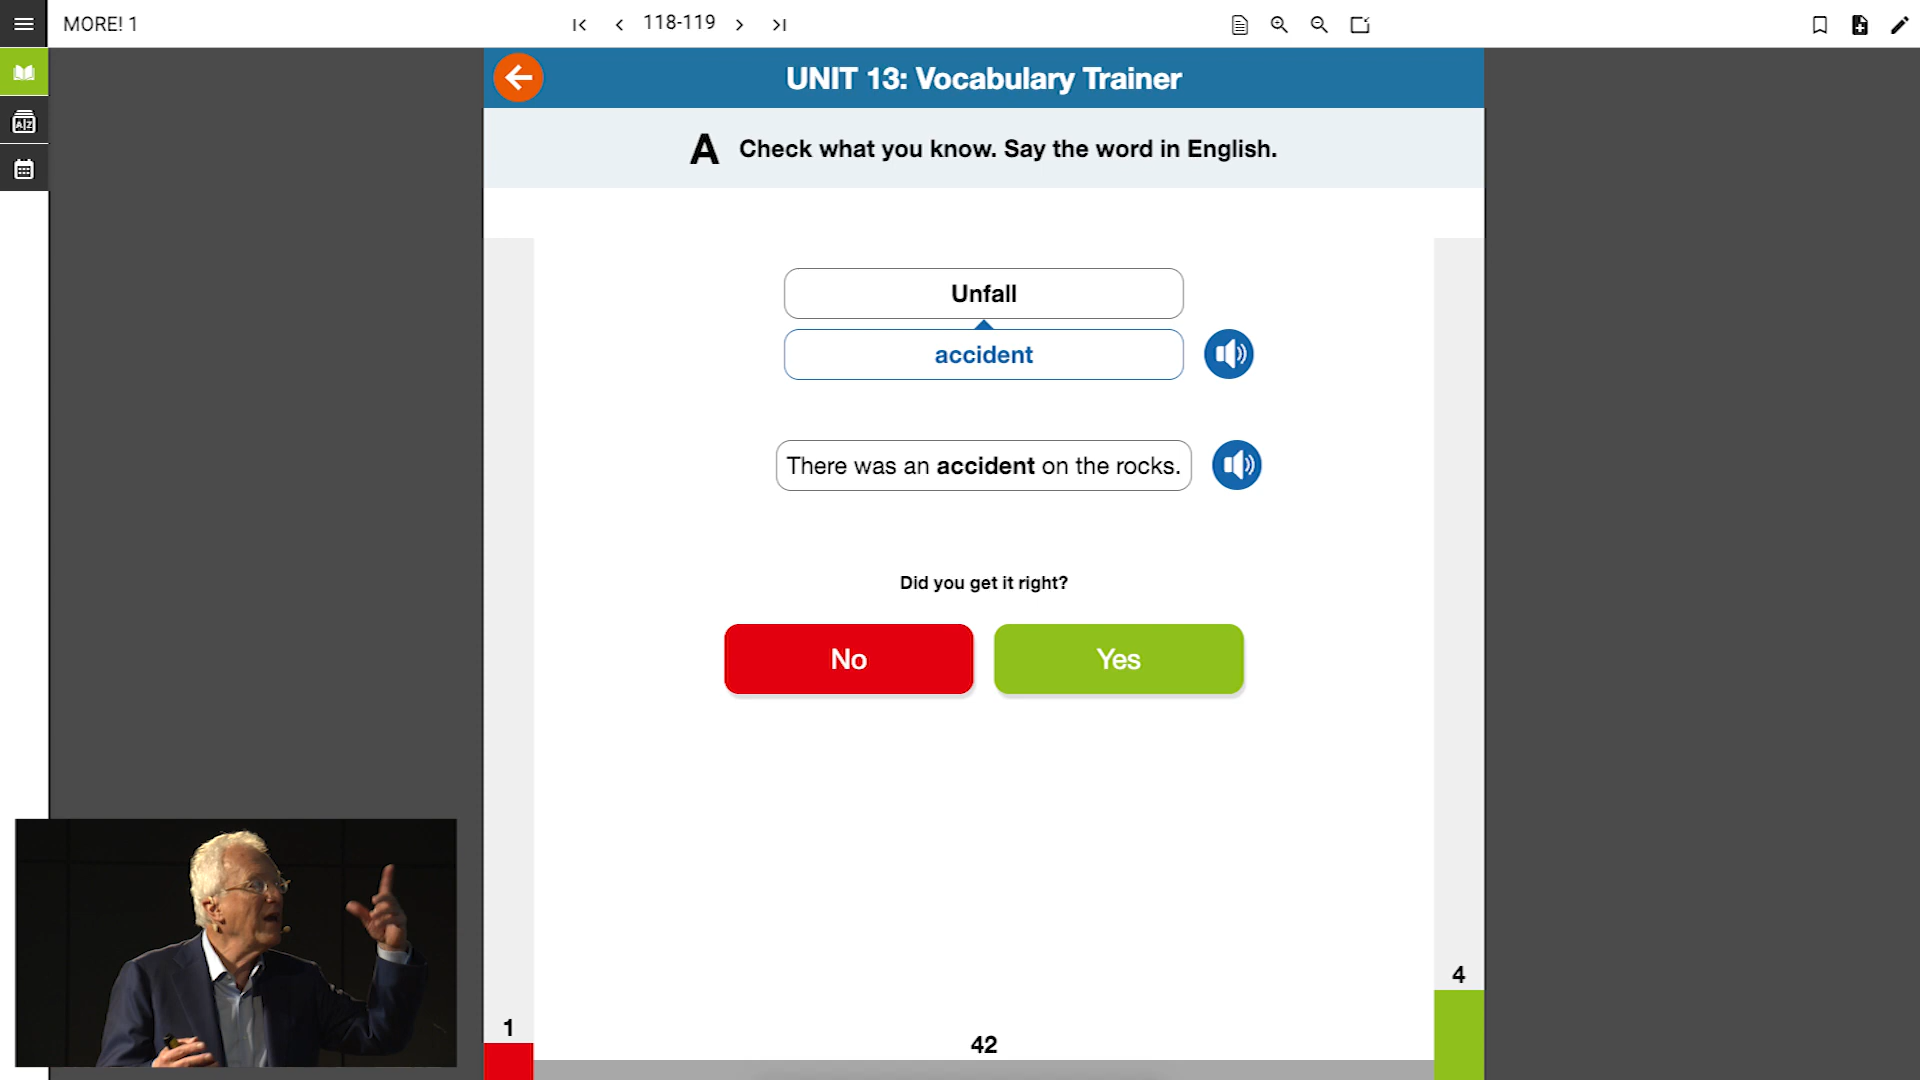 MORE! 1
118-119
UNIT 13: Vocabulary Trainer
A Check what you know. Say the word in English.
Unfall
accident
There was an accident on the rocks.
Did you get it right?
No
Yes
4
1
42